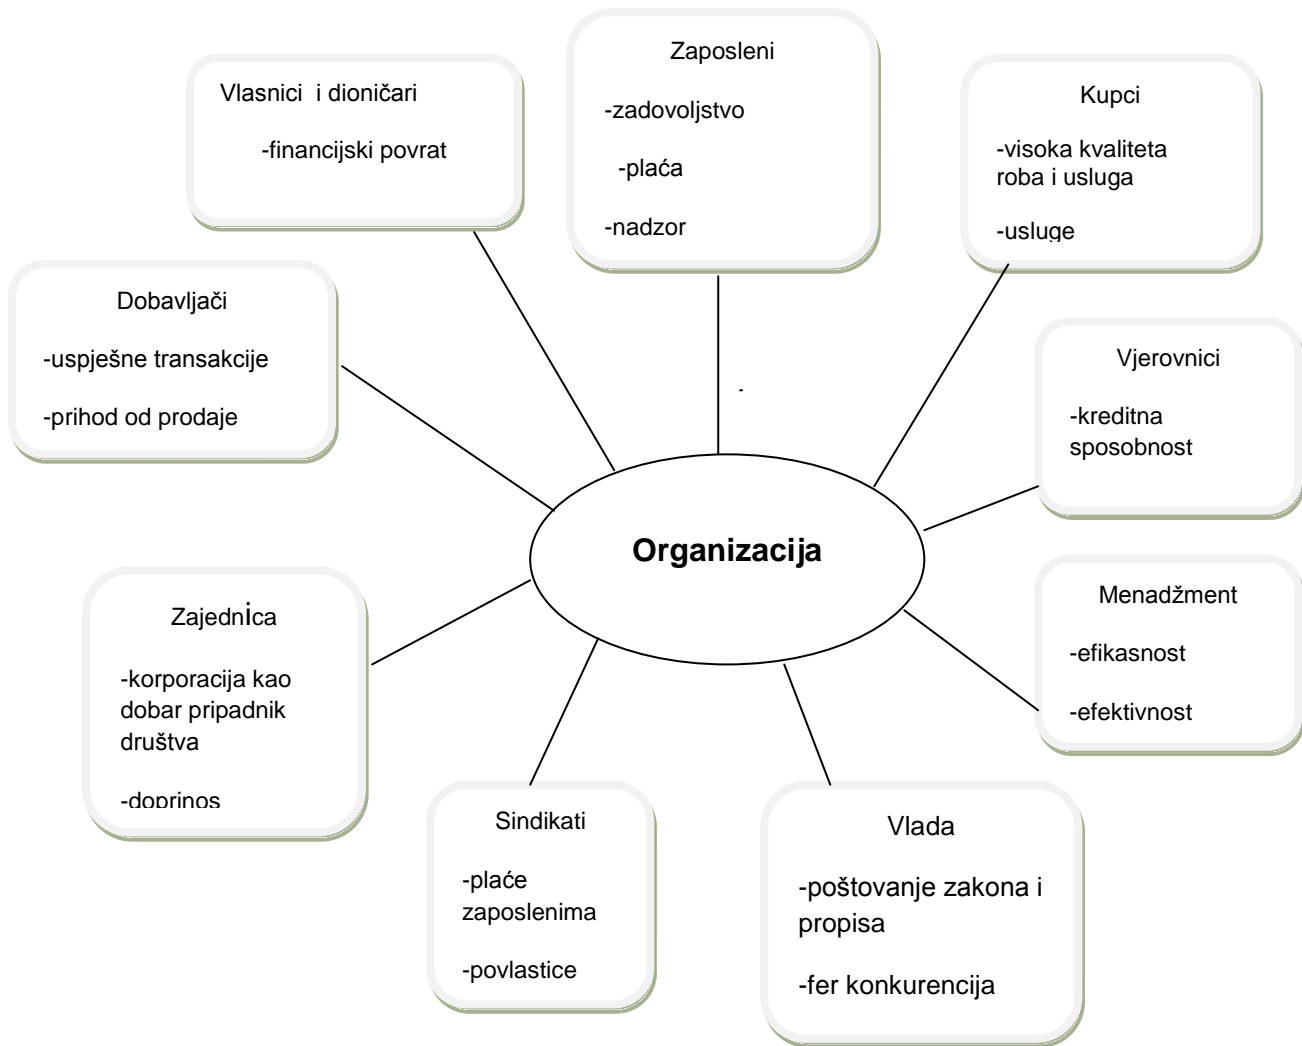 Vlasnici i dioničari
-financijski povrat
Zaposleni
-zadovoljstvo
-plaća
-nadzor
Kupci
-visoka kvaliteta
roba i usluga
-usluge
Dobavljači
-uspješne transakcije
-prihod od prodaje
Vjerovnici
-kreditna
sposobnost
-
Organizacija
Menadžment
-efikasnost
-efektivnost
Zajednica
-korporacija kao
dobar pripadnik
društva
-doprinos
Sindikati
-plaće
zaposlenima
-povlastice
Vlada
-poštovanje zakona i
propisa
-fer konkurencija